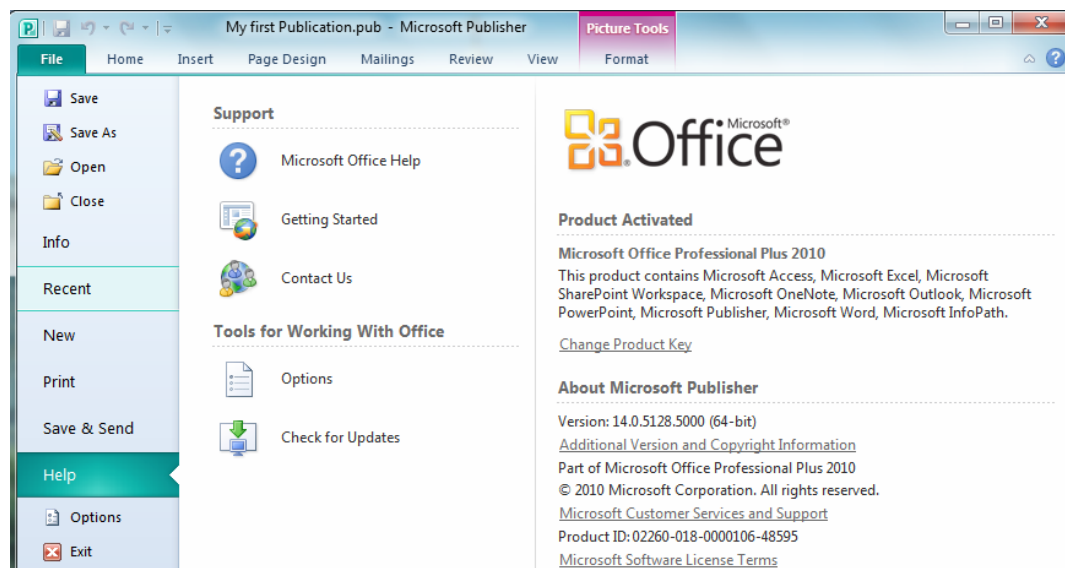 My first Publication.pub - Microsoft Publisher
Picture Tools
File Home Insert Page Design Mailings Review View Format
Save
Save As
Open
Close
Info
Recent
New
Print
Save & Send
Help
Options
Exit
Support
Microsoft Office Help
Getting Started
Contact Us
Tools for Working With Office
Options
Check for Updates
Microsoft®
Office
Product Activated
Microsoft Office Professional Plus 2010
This product contains Microsoft Access, Microsoft Excel, Microsoft
SharePoint Workspace, Microsoft OneNote, Microsoft Outlook, Microsoft
PowerPoint, Microsoft Publisher, Microsoft Word, Microsoft InfoPath.
Change Product Key
About Microsoft Publisher
Version: 14.0.5128.5000 (64-bit)
Additional Version and Copyright Information
Part of Microsoft Office Professional Plus 2010
© 2010 Microsoft Corporation. All rights reserved.
Microsoft Customer Services and Support
Product ID: 02260-018-0000106-48595
Microsoft Software License Terms